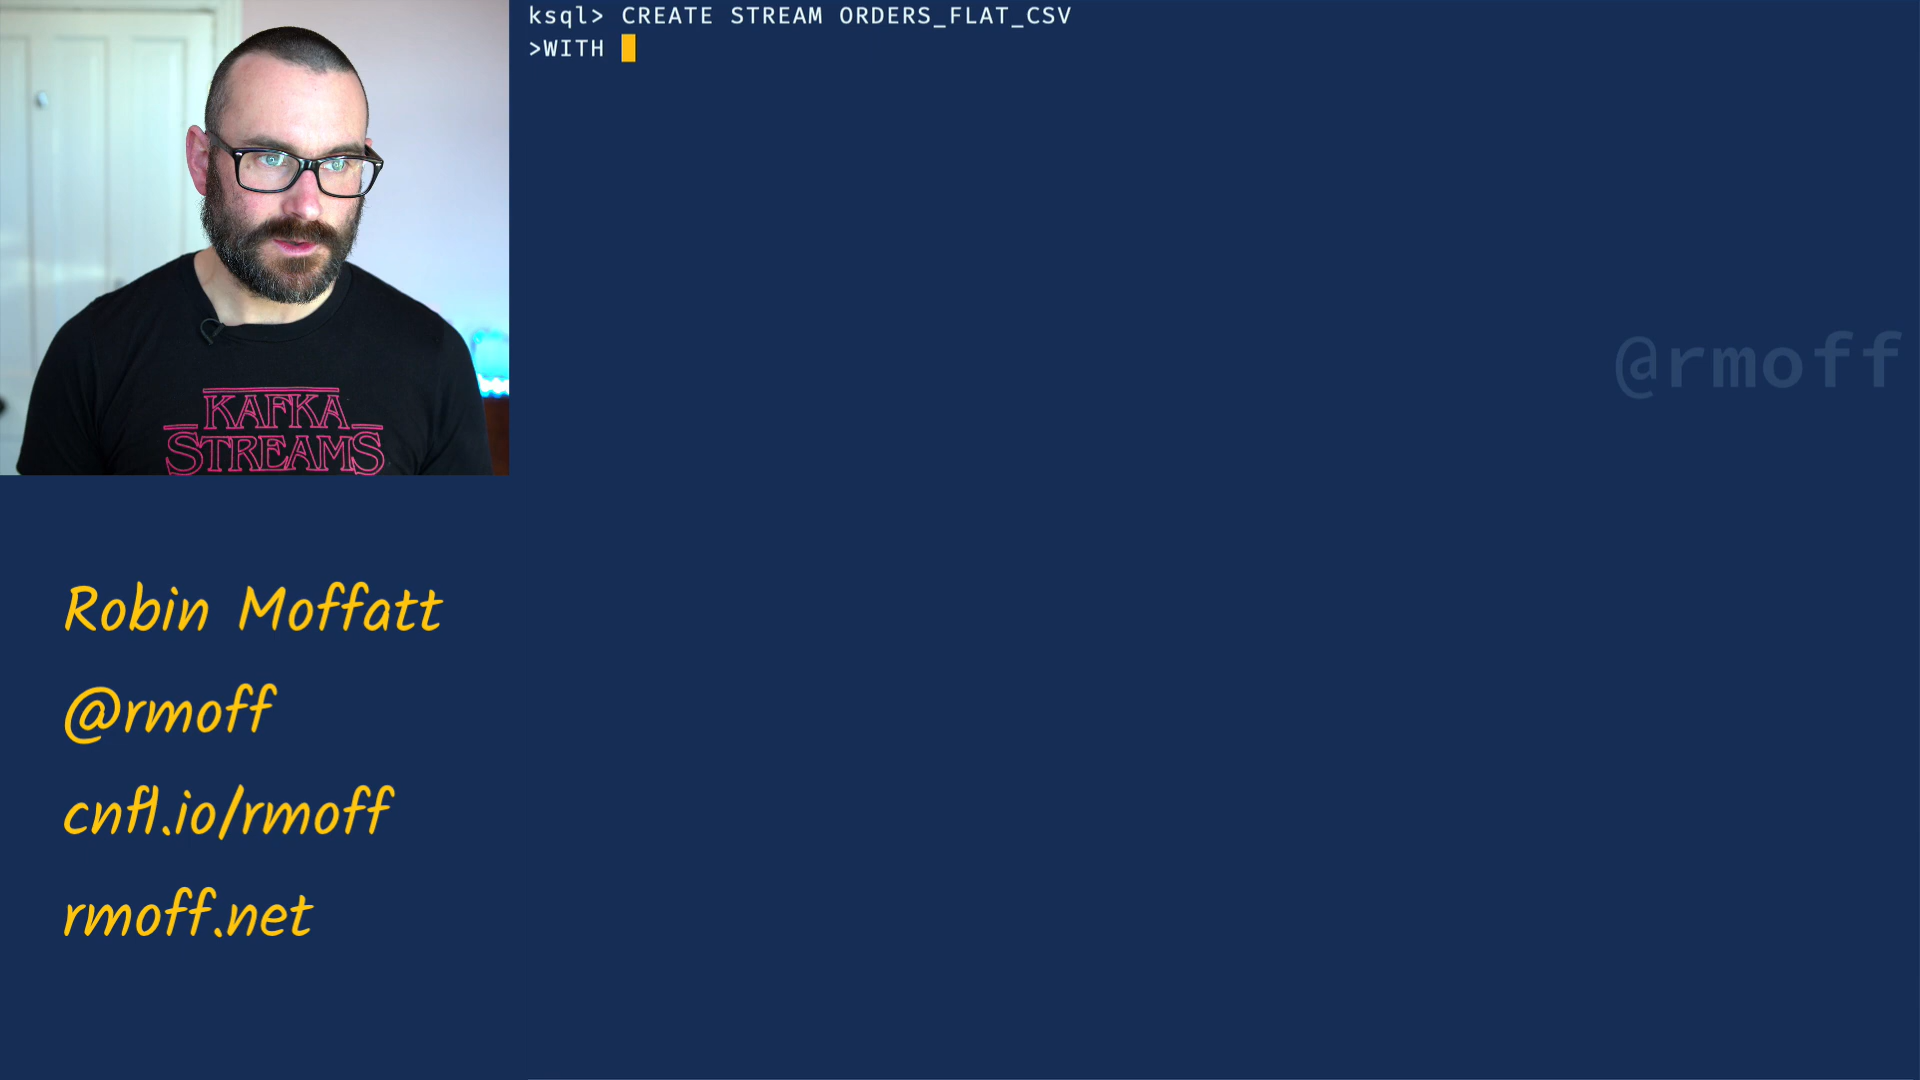 ksql> CREATE STREAM ORDERS_FLAT_CSV
>WITH
@rmoff
KAFKA
STREAMS
Robin Moffatt
@rmoff
cnfl.io/rmoff
rmoff.net